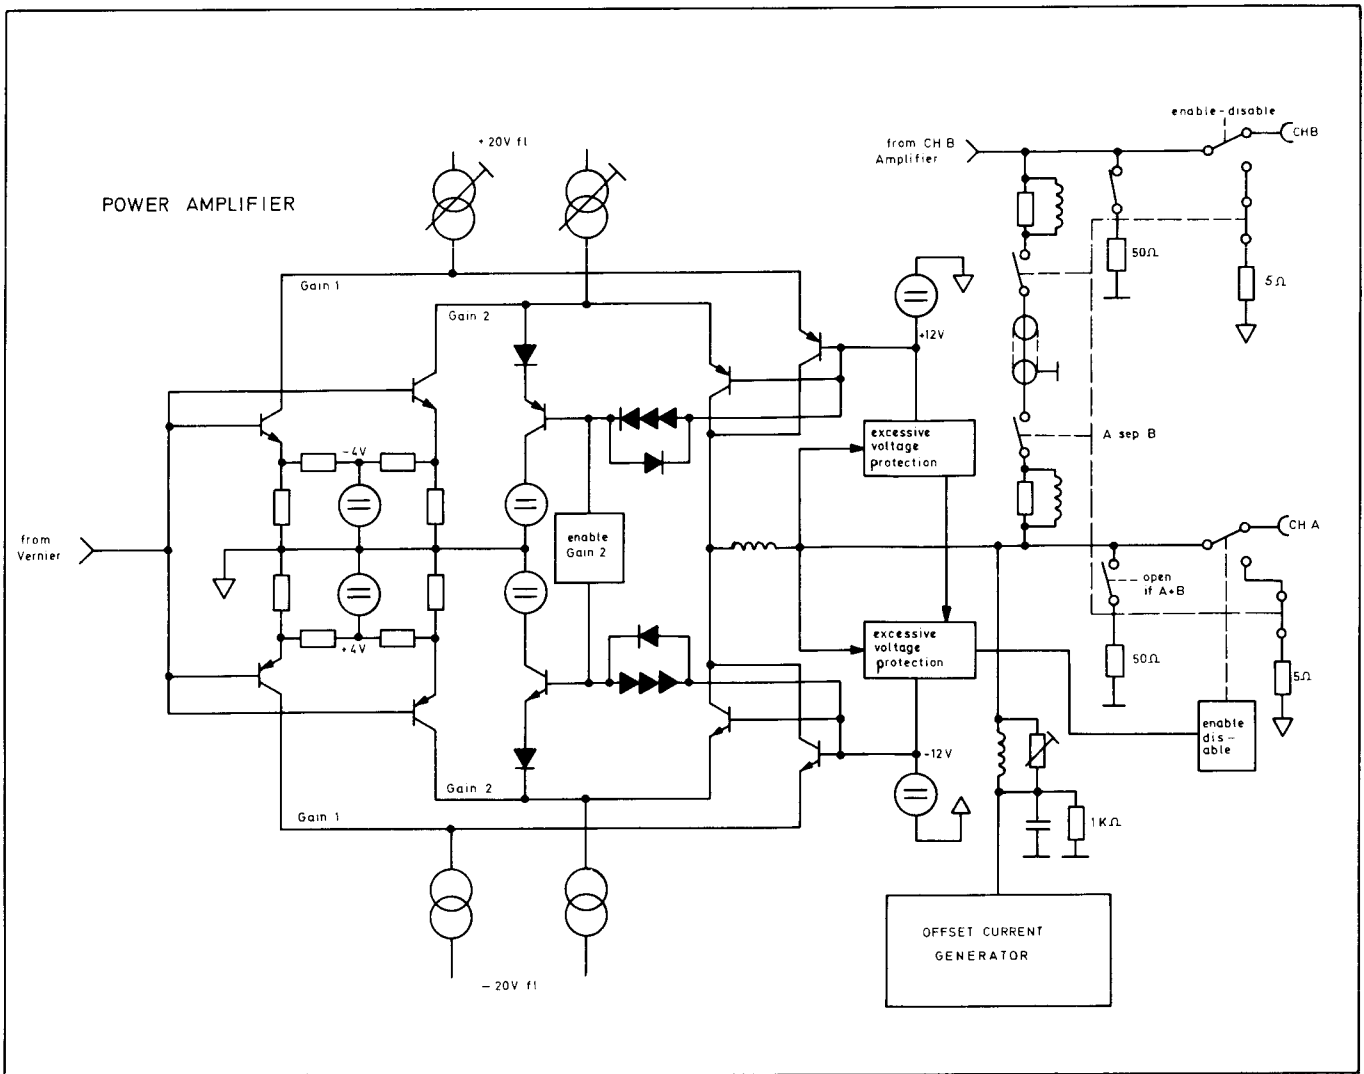 enable-disable
CHB
+20V fl
from CH B
Amplifier
POWER AMPLIFIER
50Ω
5Ω
Gain 1
Gain 2
+12V
A sep B
-4V
excessive
voltage
protection
from
Vernier
enable
Gain 2
CH A
open
if A+B
+4V
excessive
voltage
protection
50Ω
5Ω
enable
dis-
able
-12V
Gain 2
Gain 1
1KΩ
OFFSET CURRENT
GENERATOR
-20V fl